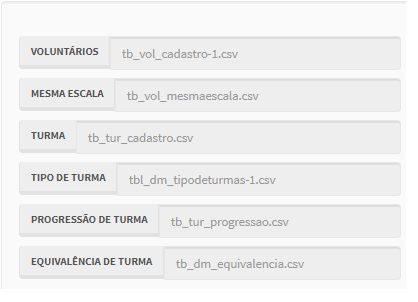 VOLUNTÁRIOS tb_vol_cadastro-1.csv
MESMA ESCALA tb_vol_mesmaescala.csv
TURMA tb_tur_cadastro.csv
TIPO DE TURMA tbl_dm_tipodeturmas-1.csv
PROGRESSÃO DE TURMA tb_tur_progressao.csv
EQUIVALÊNCIA DE TURMA tb_dm_equivalencia.csv